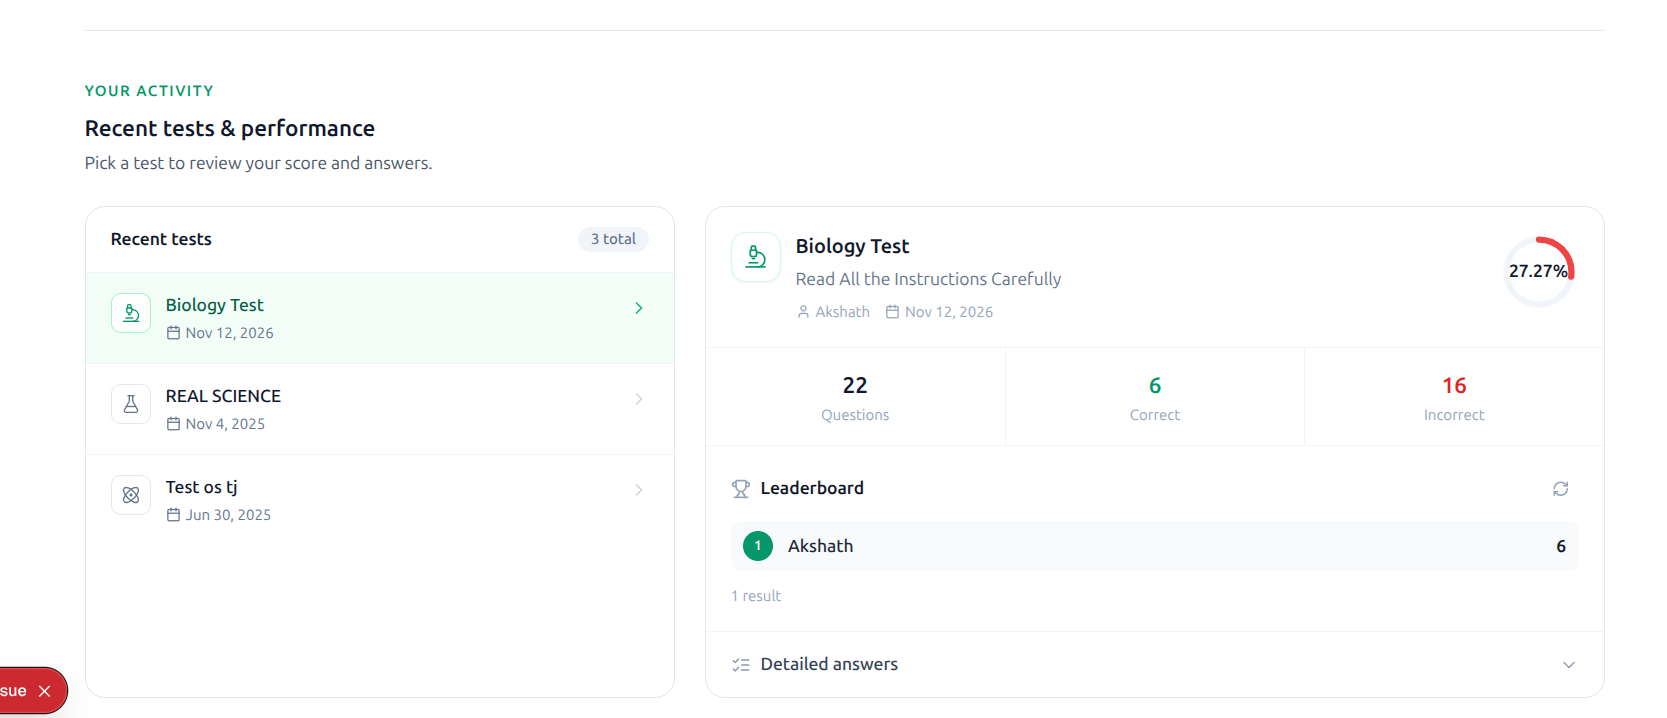 YOUR ACTIVITY
Recent tests & performance
Pick a test to review your score and answers.
Recent tests
3 total
Biology Test
Nov 12, 2026
REAL SCIENCE
Nov 4, 2025
Test os tj
Jun 30, 2025
Biology Test
Read All the Instructions Carefully
Akshath Nov 12, 2026
27.27%
22
Questions
6
Correct
16
Incorrect
Leaderboard
1 Akshath 6
1 result
Detailed answers
sue